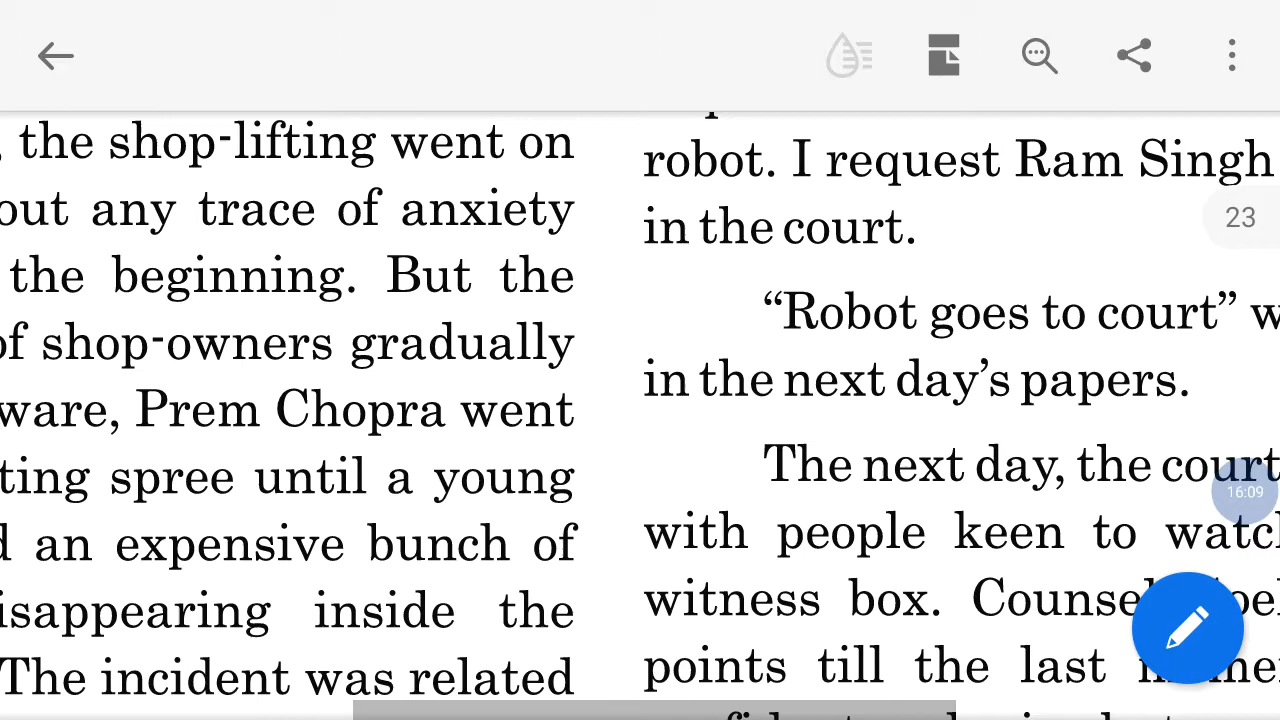 , the shop-lifting went on
out any trace of anxiety
the beginning. But the
of shop-owners gradually
ware, Prem Chopra went
ting spree until a young
an expensive bunch of
isappearing inside the
The incident was related
robot. I request Ram Singh
in the court.
“Robot goes to court” w
in the next day’s papers.
The next day, the court
with people keen to watc
witness box. Counse
points till the last
23
16:09